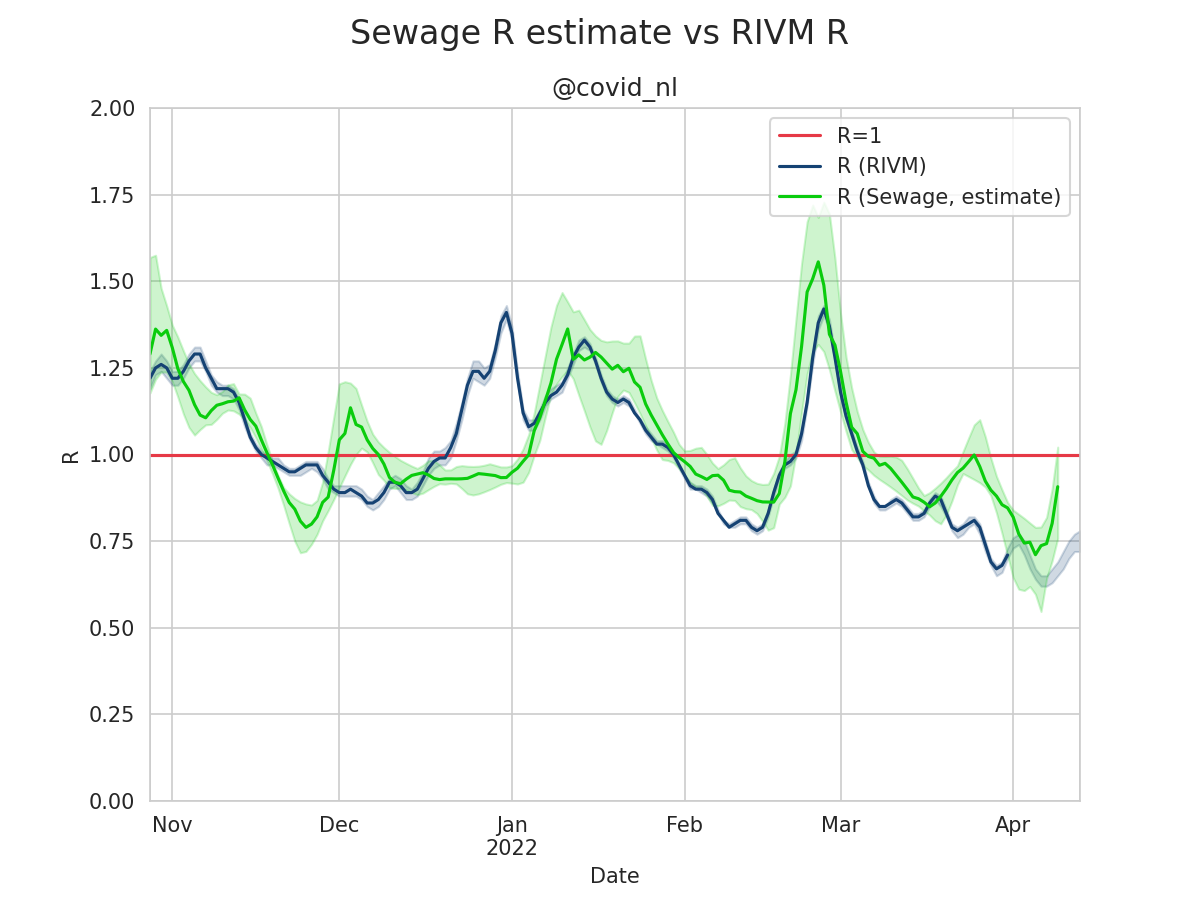 Sewage R estimate vs RIVM R
@covid_nl
2.00
1.75
1.50
1.25
1.00
0.75
0.50
0.25
0.00
R
R=1
R (RIVM)
R (Sewage, estimate)
Nov Dec Jan Feb Mar Apr
2022
Date